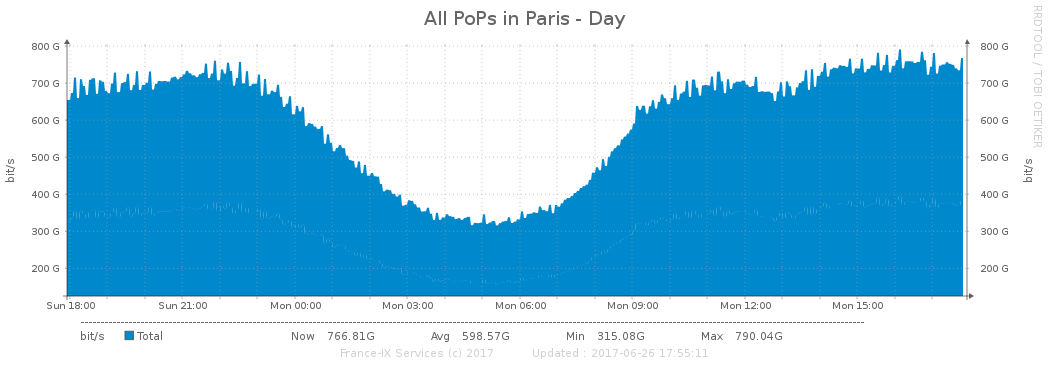 All PoPs in Paris - Day
RRDTOOL / TOBI OETIKER
800 G 800 G
700 G 700 G
600 G 600 G
500 G 500 G
bit/s bit/s
400 G 400 G
300 G 300 G
200 G 200 G
Sun 18:00 Sun 21:00 Mon 00:00 Mon 03:00 Mon 06:00 Mon 09:00 Mon 12:00 Mon 15:00
bit/s Total Now 766.81G Avg 598.57G Min 315.08G Max 790.04G
France-IX Services (c) 2017 Updated : 2017-06-26 17:55:11